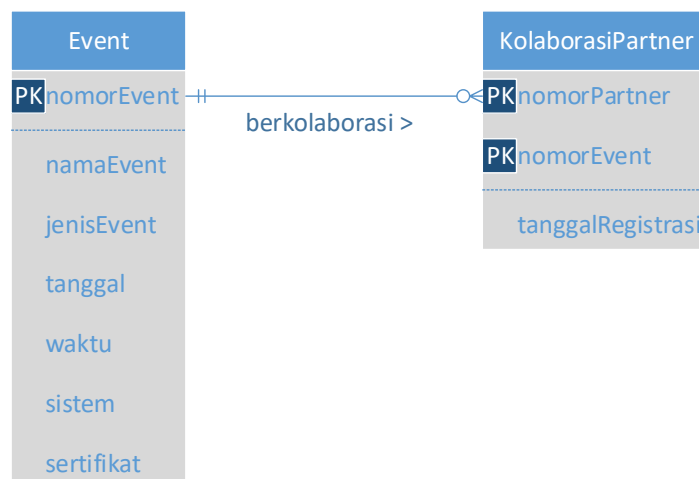 Event
PK nomorEvent
namaEvent
jenisEvent
tanggal
waktu
sistem
sertifikat
berkolaborasi >
KolaborasiPartner
PK nomorPartner
PK nomorEvent
tanggalRegistrasi